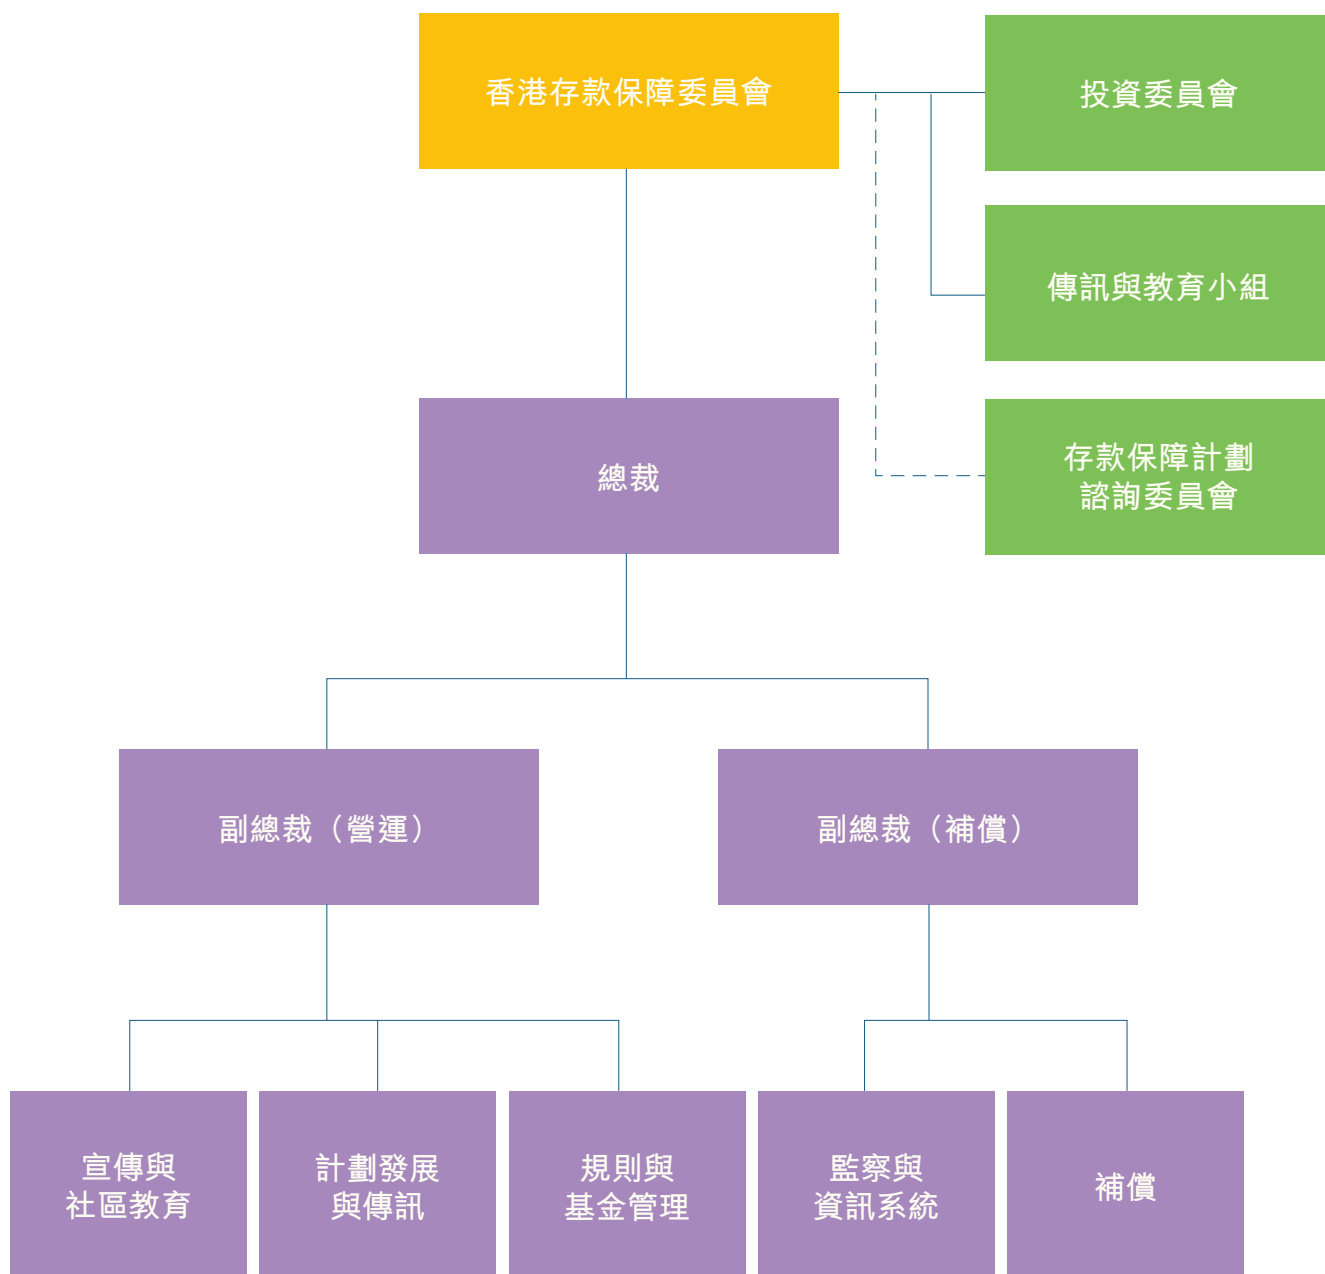 香港存款保障委員會
投資委員會
傳訊與教育小組
存款保障計劃
諮詢委員會
總裁
副總裁（營運）
副總裁（補償）
宣傳與
社區教育
計劃發展
與傳訊
規則與
基金管理
監察與
資訊系統
補償